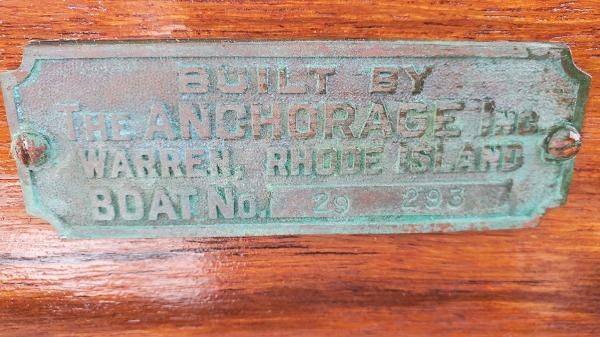 BUILT BY
THE ANCHORAGE INC.
WARREN, RHODE ISLAND
BOAT NO. 29 293